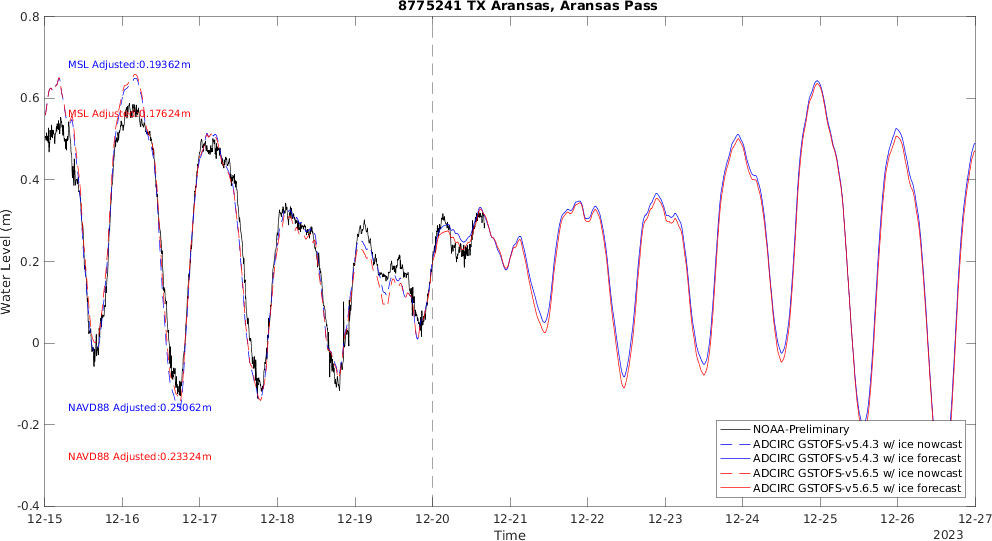 8775241 TX Aransas, Aransas Pass
0.8
0.6
0.4
0.2
0
-0.2
-0.4
Water Level (m)
MSL Adjusted:0.19362m
MSL Adjusted:0.17624m
NAVD88 Adjusted:0.25062m
NAVD88 Adjusted:0.23324m
NOAA-Preliminary
ADCIRC GSTOFS-v5.4.3 w/ ice nowcast
ADCIRC GSTOFS-v5.4.3 w/ ice forecast
ADCIRC GSTOFS-v5.6.5 w/ ice nowcast
ADCIRC GSTOFS-v5.6.5 w/ ice forecast
12-15 12-16 12-17 12-18 12-19 12-20 12-21 12-22 12-23 12-24 12-25 12-26 12-27
Time
2023